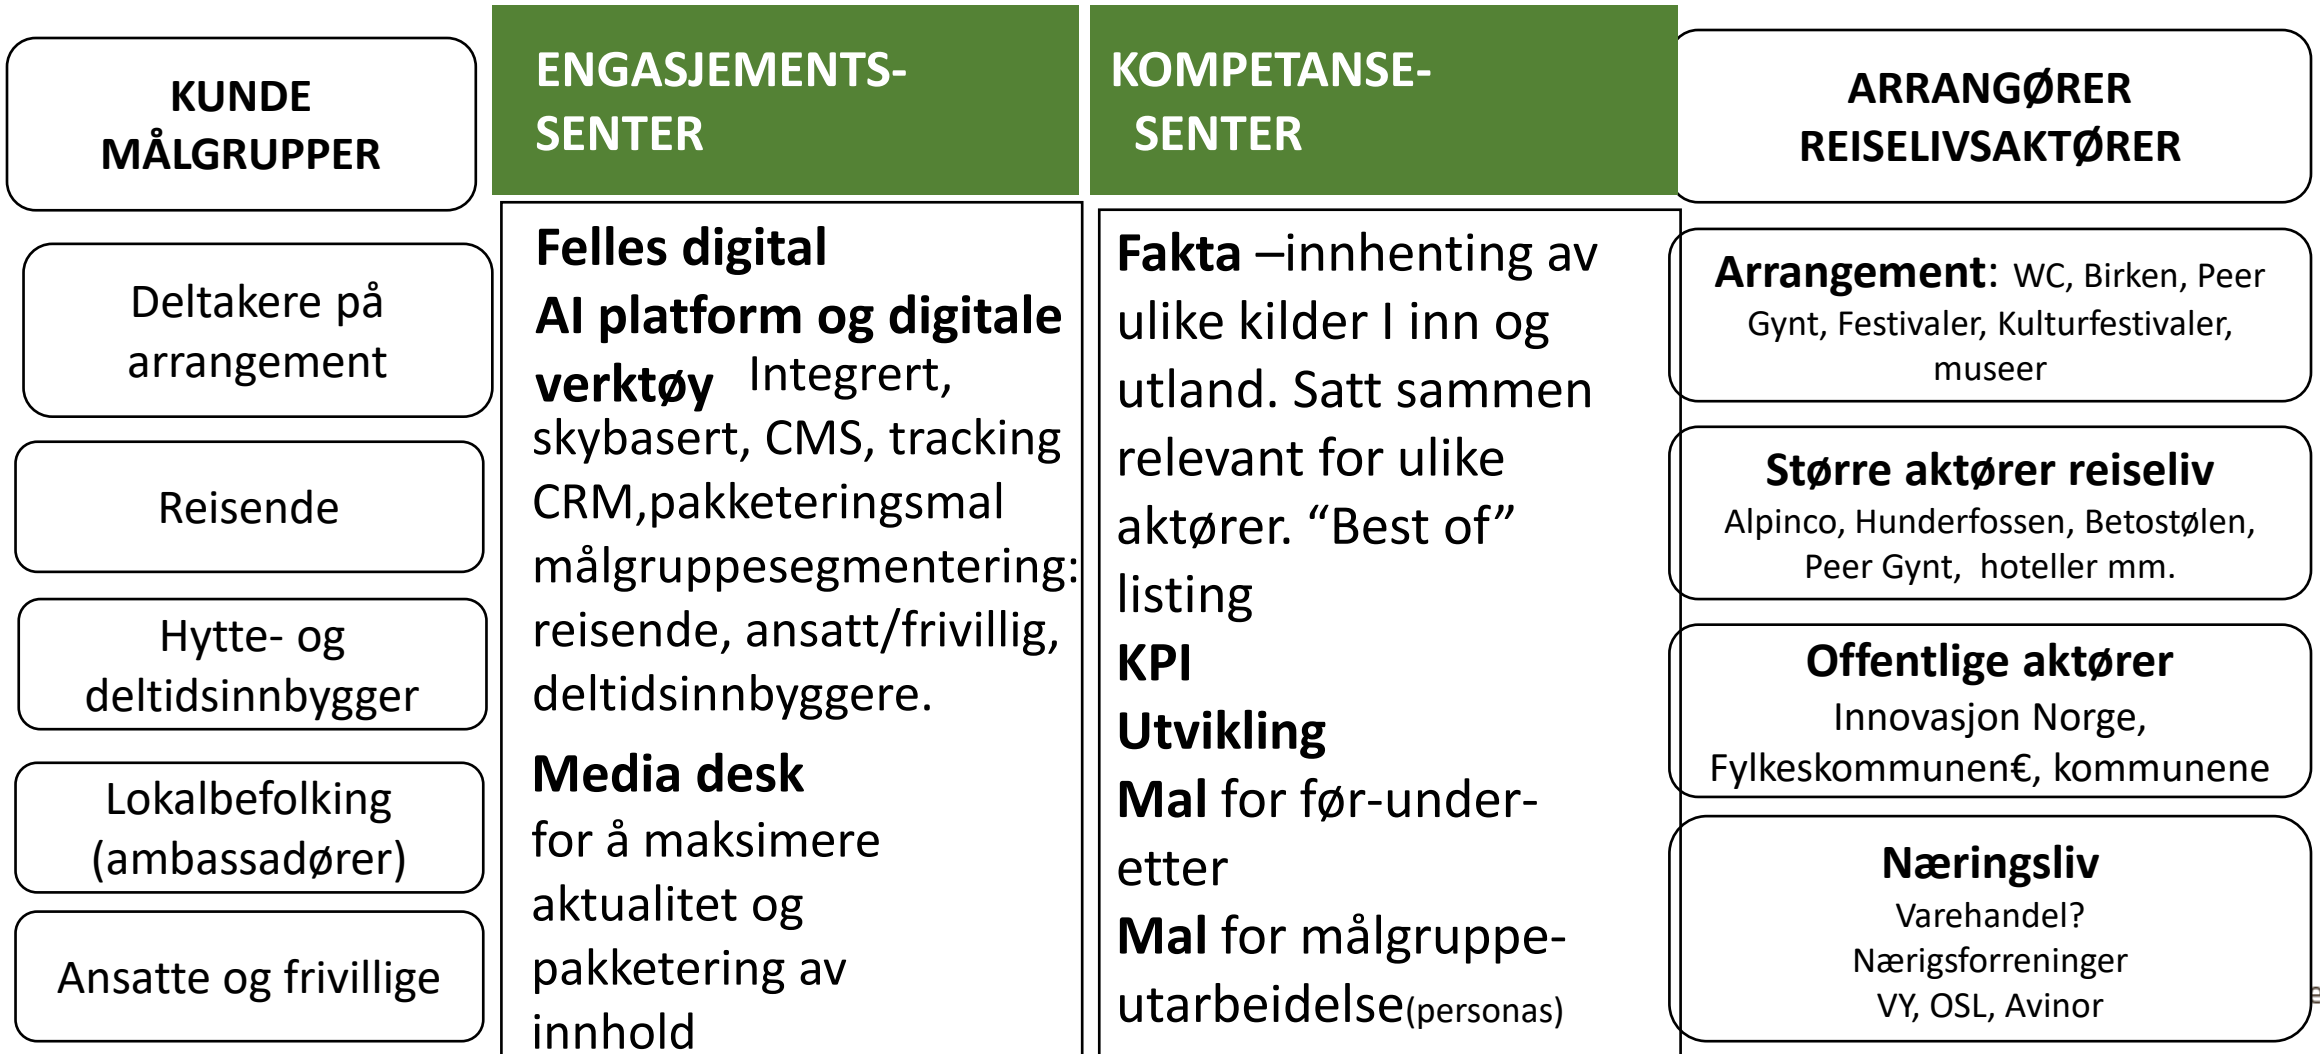 KUNDE
MÅLGRUPPER
Deltakere på
arrangement
Reisende
Hytte- og
deltidsinnbygger
Lokalbefolking
(ambassadører)
Ansatte og frivillige
ENGASJEMENTS-
SENTER
Felles digital
AI platform og digitale
verktøy Integrert,
skybasert, CMS, tracking
CRM,pakketeringsmal
målgruppesegmentering:
reisende, ansatt/frivillig,
deltidsinnbyggere.
Media desk
for å maksimere
aktualitet og
pakketering av
innhold
KOMPETANSE-
SENTER
Fakta –innhenting av
ulike kilder I inn og
utland. Satt sammen
relevant for ulike
aktører. “Best of”
listing
KPI
Utvikling
Mal for før-under-
etter
Mal for målgruppe-
utarbeidelse(personas)
ARRANGØRER
REISELIVSAKTØRER
Arrangement: WC, Birken, Peer
Gynt, Festivaler, Kulturfestivaler,
museer
Større aktører reiseliv
Alpinco, Hunderfossen, Betostølen,
Peer Gynt, hoteller mm.
Offentlige aktører
Innovasjon Norge,
Fylkeskommunen€, kommunene
Næringsliv
Varehandel?
Nærigsforreninger
VY, OSL, Avinor